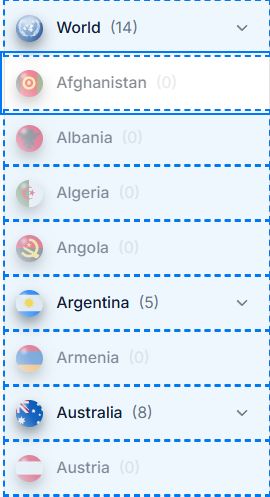 World (14)
Afghanistan (0)
Albania (0)
Algeria (0)
Angola (0)
Argentina (5)
Armenia (0)
Australia (8)
Austria (0)